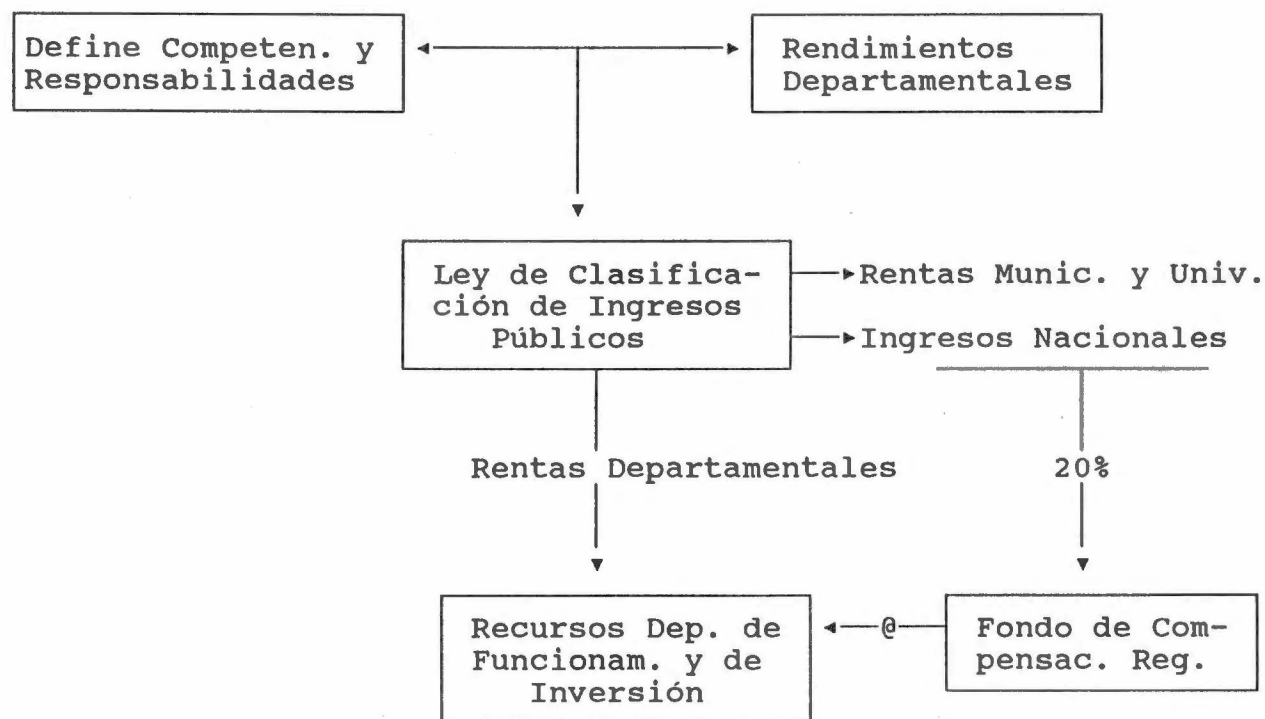 Define Competen. y
Responsabilidades
Rendimientos
Departamentales
Ley de Clasifica-
ción de Ingresos
Públicos
Rentas Munic. y Univ.
Ingresos Nacionales
Rentas Departamentales
20%
Recursos Dep. de
Funcionam. y de
Inversión
@
Fondo de Com-
pensac. Reg.